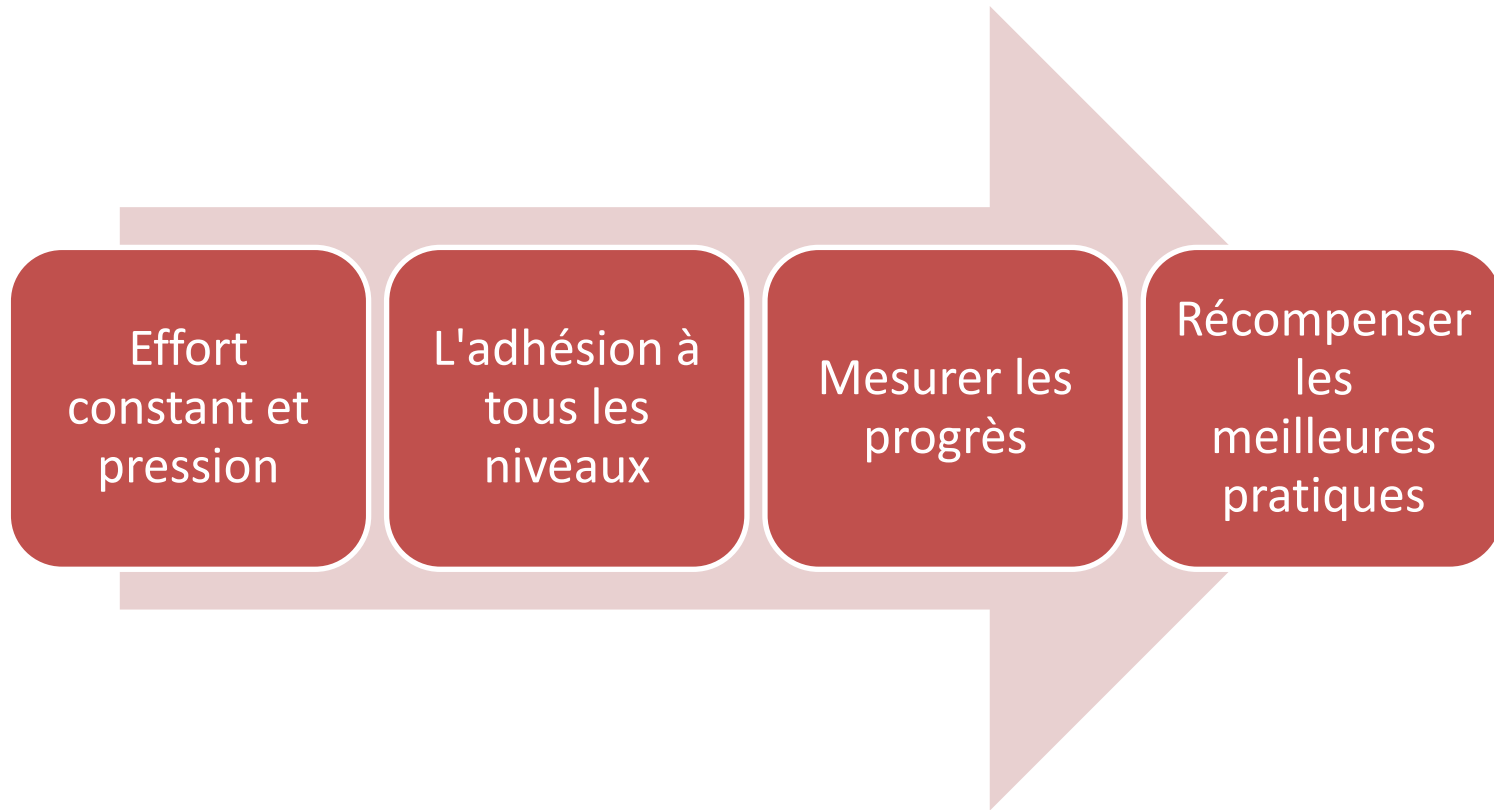 Effort
constant et
pression
L'adhésion à
tous les
niveaux
Mesurer les
progrès
Récompenser
les
meilleures
pratiques